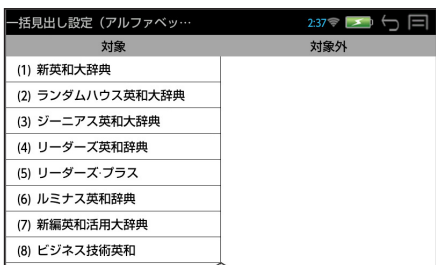 一括見出し設定（アルファベッ…
2:37
対象
対象外
(1) 新英和大辞典
(2) ランダムハウス英和大辞典
(3) ジーニアス英和大辞典
(4) リーダーズ英和辞典
(5) リーダーズ・プラス
(6) ルミナス英和辞典
(7) 新編英和活用大辞典
(8) ビジネス技術英和